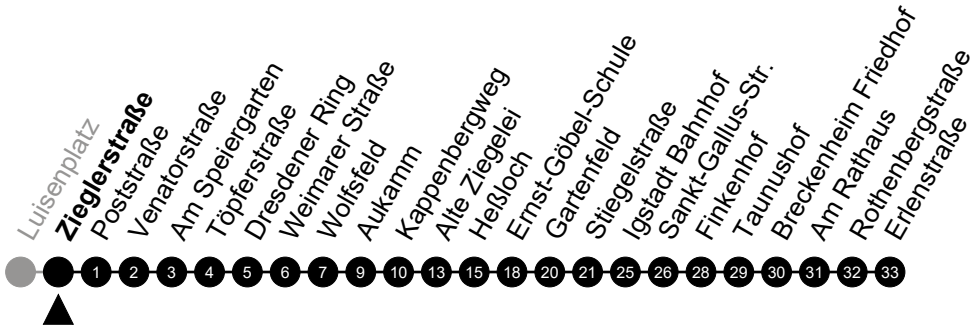 Luisenplatz
Zieglerstraße
Poststraße
Venatorstraße
Am Speiergarten
Töpferstraße
Dresdener Ring
Weimarer Straße
Wolfsfeld
Aukamm
Kappenbergweg
Alte Ziegelei
Heßloch
Ernst-Göbel-Schule
Gartenfeld
Stiegelstraße
Igstadt Bahnhof
Sankt-Gallus-Str.
Finkenhof
Taunushof
Breckenheim Friedhof
Am Rathaus
Rothenbergstraße
Erlenstraße
1 2 3 4 5 6 7 9 10 13 15 18 20 21 25 26 28 29 30 31 32 33